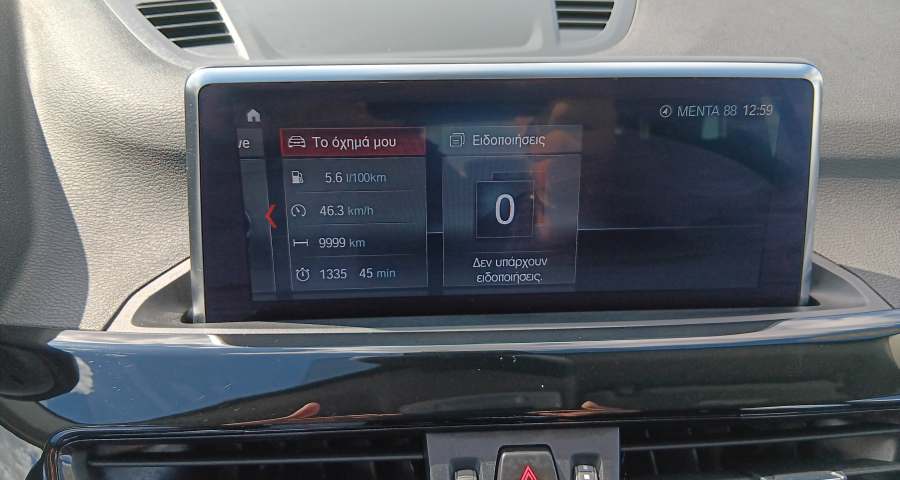 MENTA 88 12:59
ve
Το όχημά μου
5.6 l/100km
46.3 km/h
9999 km
1335 45 min
Ειδοποιήσεις
0
Δεν υπάρχουν
ειδοποιήσεις.